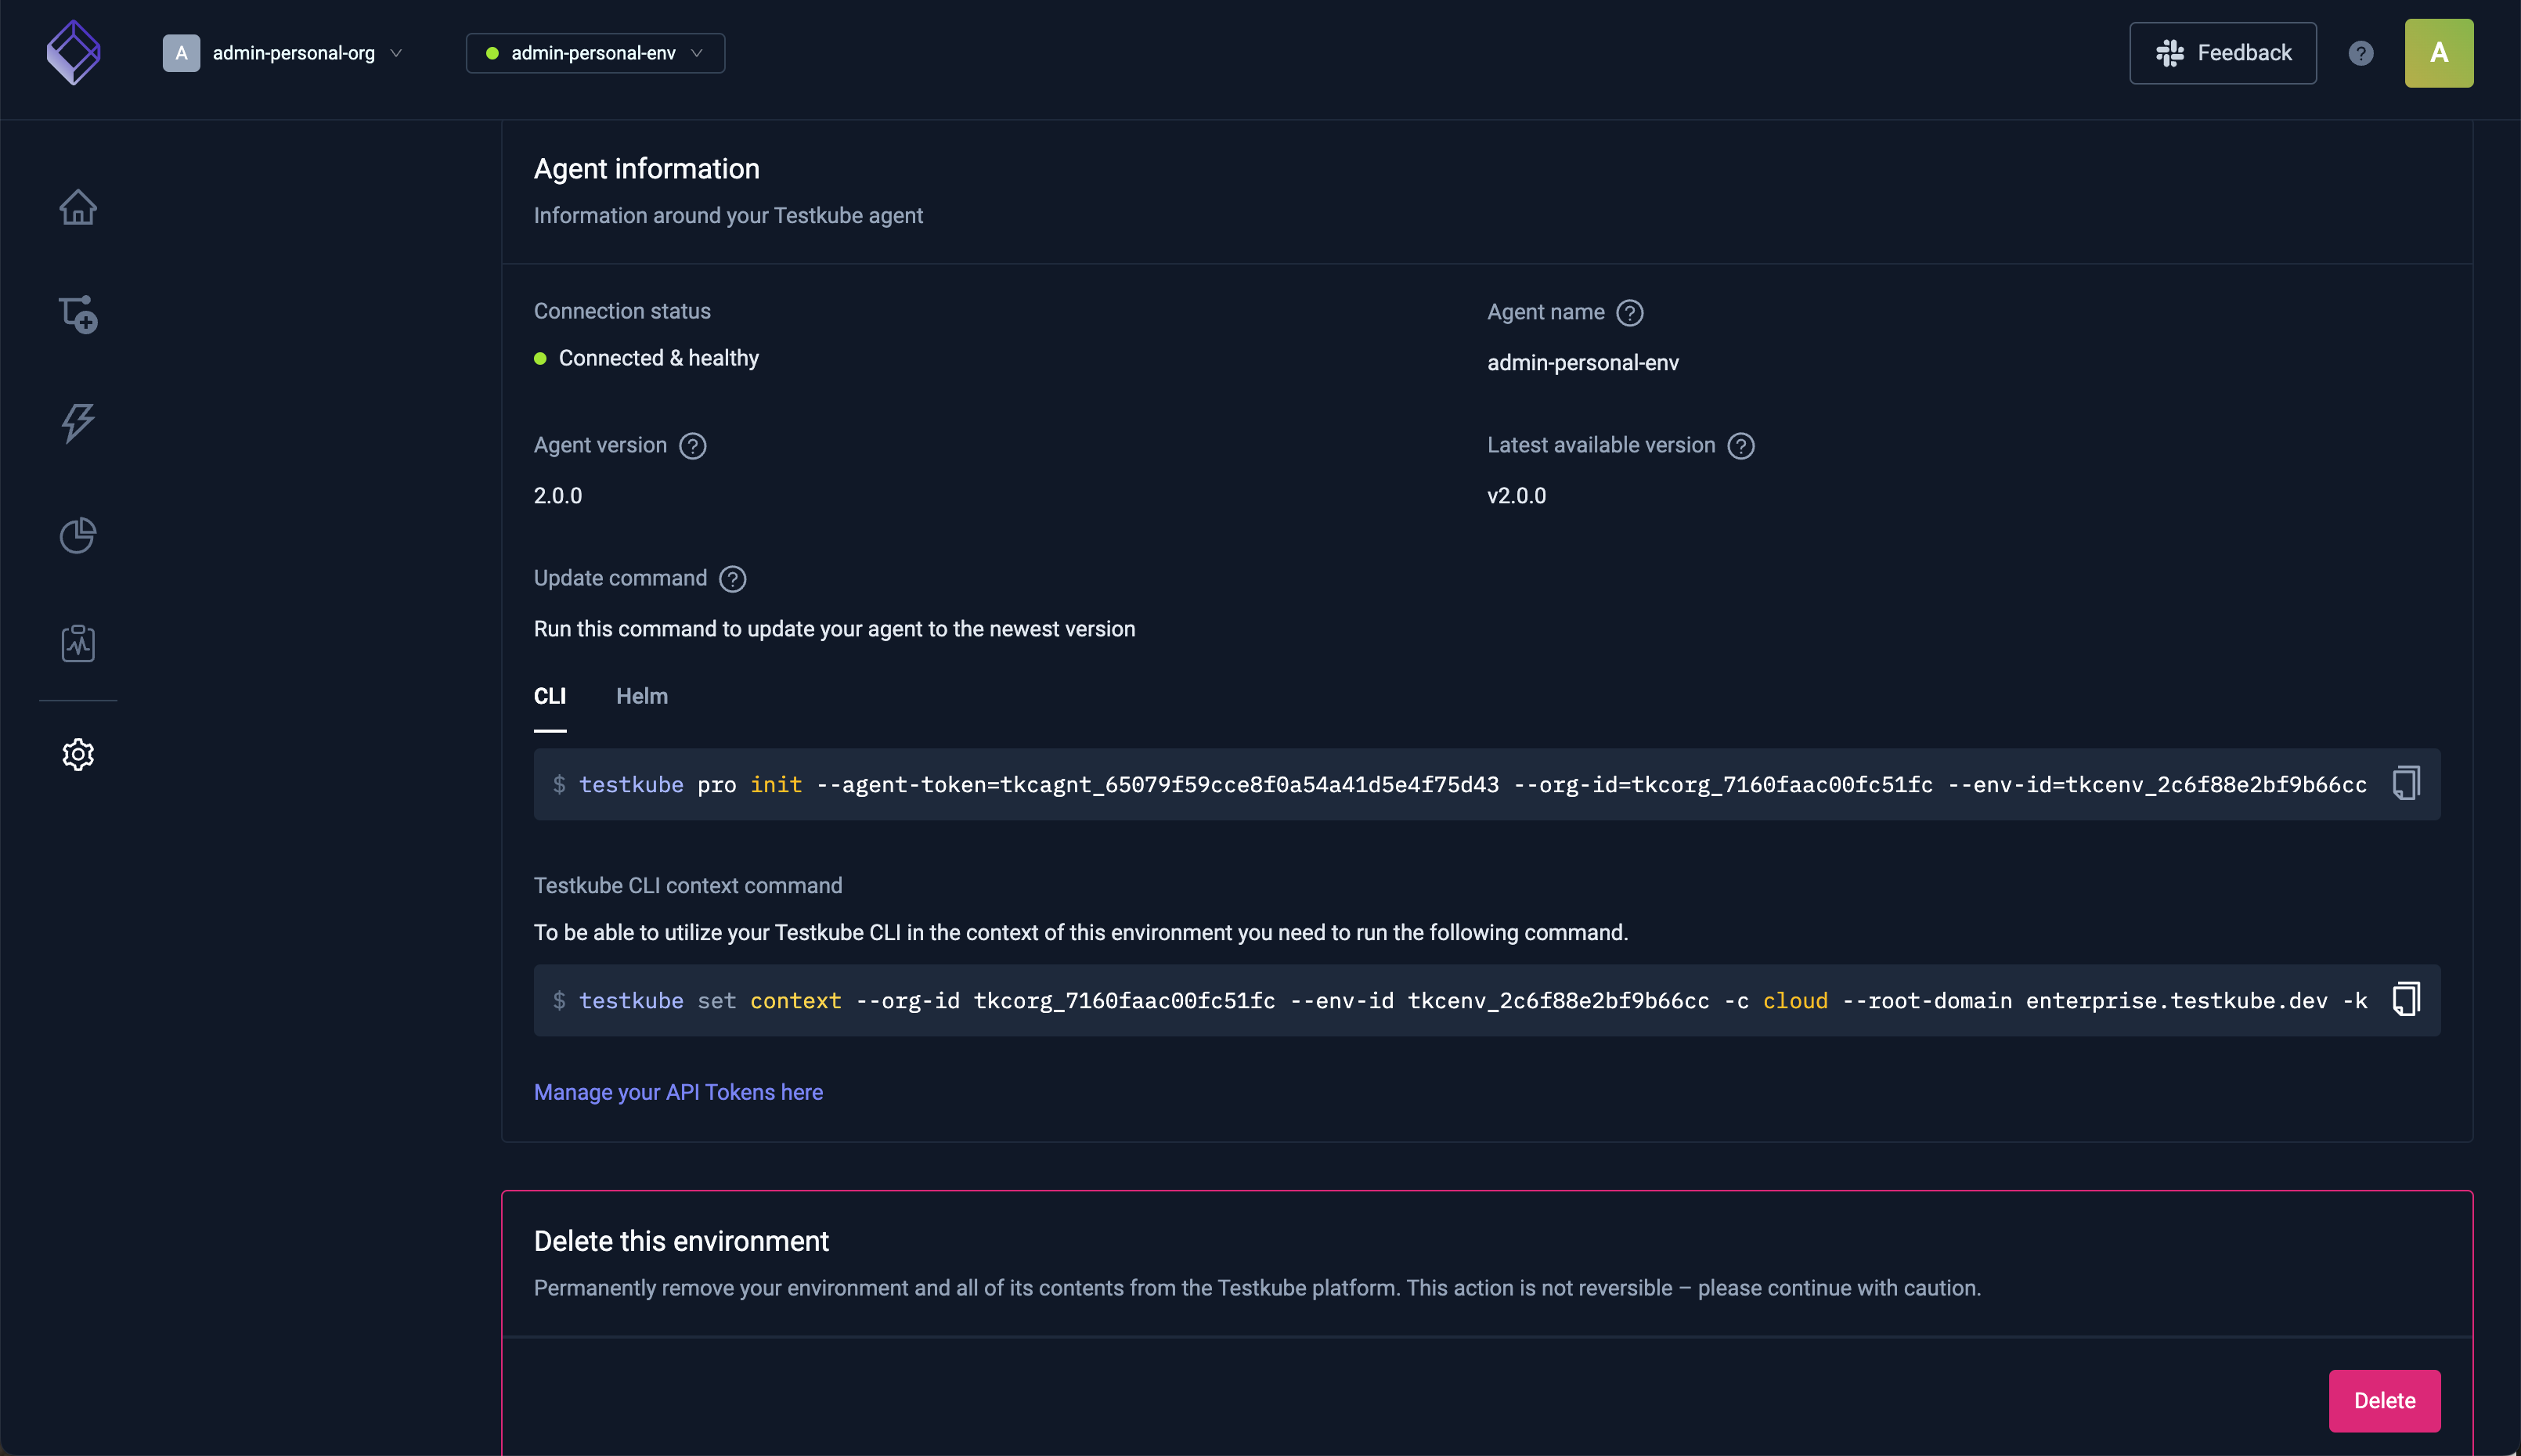 A admin-personal-org admin-personal-env Feedback ? A
Agent information
Information around your Testkube agent
Connection status
Connected & healthy
Agent name ?
admin-personal-env
Agent version ?
2.0.0
Latest available version ?
v2.0.0
Update command ?
Run this command to update your agent to the newest version
CLI Helm
$ testkube pro init --agent-token=tkcagnt_65079f59cce8f0a54a41d5e4f75d43 --org-id=tkcorg_7160faac00fc51fc --env-id=tkcenv_2c6f88e2bf9b66cc
Testkube CLI context command
To be able to utilize your Testkube CLI in the context of this environment you need to run the following command.
$ testkube set context --org-id tkcorg_7160faac00fc51fc --env-id tkcenv_2c6f88e2bf9b66cc -c cloud --root-domain enterprise.testkube.dev -k
Manage your API Tokens here
Delete this environment
Permanently remove your environment and all of its contents from the Testkube platform. This action is not reversible – please continue with caution.
Delete